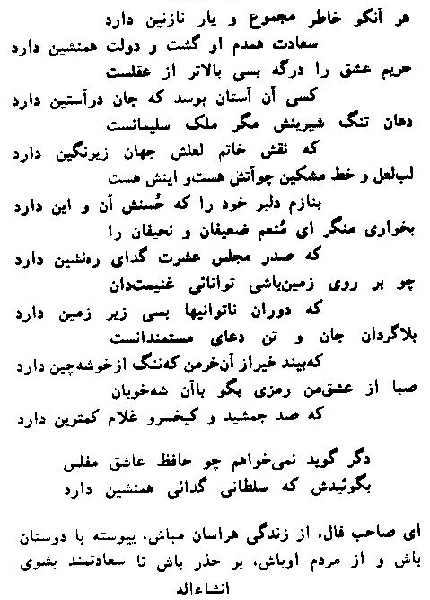 هر آنکو خاطر مجموع و یار نازنین دارد
سعادت همدم او گشت و دولت همنشین دارد
حریم عشق را درگه بسی بالاتر از عقلست
کسی آن آستان بوسد که جان درآستین دارد
دهان تنگ شیرینش مگر ملک سلیمانست
که نقش خاتم لعلش جهان زیرنگین دارد
لب‌لعل و خط مشکین چوآنش هست‌و اینش هست
بنازم دلبر خود را که حُسنش آن و این دارد
بخواری منگر ای مُنعم ضعیفان و نحیفان را
که صدر مجلس عشرت گدای ره‌نشین دارد
چو بر روی زمین‌باشی توانائی غنیمت‌دان
که دوران ناتوانیها بسی زیر زمین دارد
بلاگردان جان و تن دعای مستمندانست
که‌بیند خیراز آن‌خرمن که‌ننگ ازخوشه‌چین دارد
صبا از عشق‌من رمزی بگو باآن شه‌خوبان
که صد جمشید و کیخسرو غلام کمترین دارد
دگر گوید نمی‌خواهم چو حافظ عاشق مفلس
بگوئیدش که سلطانی گدائی همنشین دارد
ای صاحب فال، از زندگی هراسان مباش، پیوسته با دوستان
باش و از مردم اوباش، بر حذر باش تا سعادتمند بشوی
انشاءاله